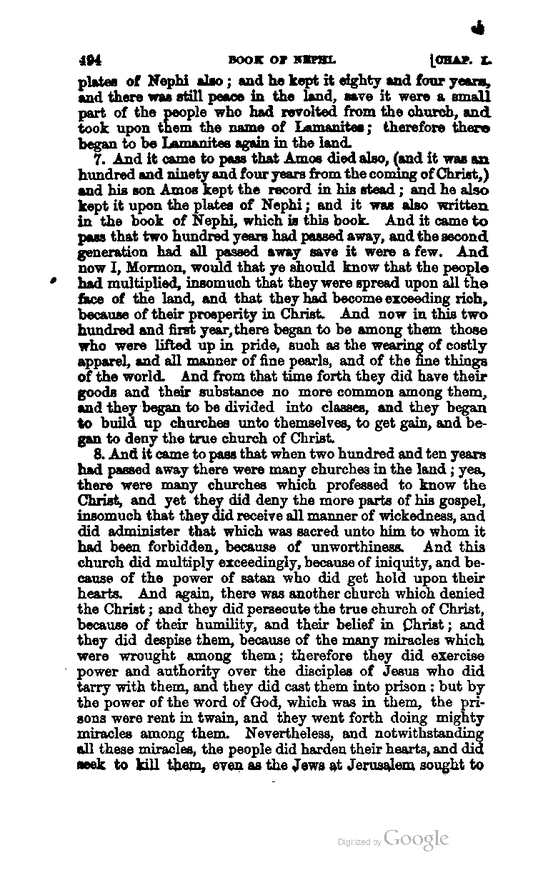 494 BOOK OF NEPHI. [CHAP. I.
plates of Nephi also; and he kept it eighty and four years,
and there was still peace in the land, save it were a small
part of the people who had revolted from the church, and
took upon them the name of Lamanites; therefore there
began to be Lamanites again in the land.
7. And it came to pass that Amos died also, (and it was an
hundred and ninety and four years from the coming of Christ,)
and his son Amos kept the record in his stead; and he also
kept it upon the plates of Nephi; and it was also written
in the book of Nephi, which is this book. And it came to
pass that two hundred years had passed away, and the second
generation had all passed away save it were a few. And
now I, Mormon, would that ye should know that the people
had multiplied, insomuch that they were spread upon all the
face of the land, and that they had become exceeding rich,
because of their prosperity in Christ. And now in this two
hundred and first year, there began to be among them those
who were lifted up in pride, such as the wearing of costly
apparel, and all manner of fine pearls, and of the fine things
of the world. And from that time forth they did have their
goods and their substance no more common among them,
and they began to be divided into classes, and they began
to build up churches unto themselves, to get gain, and be-
gan to deny the true church of Christ.
8. And it came to pass that when two hundred and ten years
had passed away there were many churches in the land; yea,
there were many churches which professed to know the
Christ, and yet they did deny the more parts of his gospel,
insomuch that they did receive all manner of wickedness, and
did administer that which was sacred unto him to whom it
had been forbidden, because of unworthiness. And this
church did multiply exceedingly, because of iniquity, and be-
cause of the power of satan who did get hold upon their
hearts. And again, there was another church which denied
the Christ; and they did persecute the true church of Christ,
because of their humility, and their belief in Christ; and
they did despise them, because of the many miracles which
were wrought among them; therefore they did exercise
power and authority over the disciples of Jesus who did
tarry with them, and they did cast them into prison: but by
the power of the word of God, which was in them, the pri-
sons were rent in twain, and they went forth doing mighty
miracles among them. Nevertheless, and notwithstanding
all these miracles, the people did harden their hearts, and did
seek to kill them, even as the Jews at Jerusalem sought to
Digitized by Google